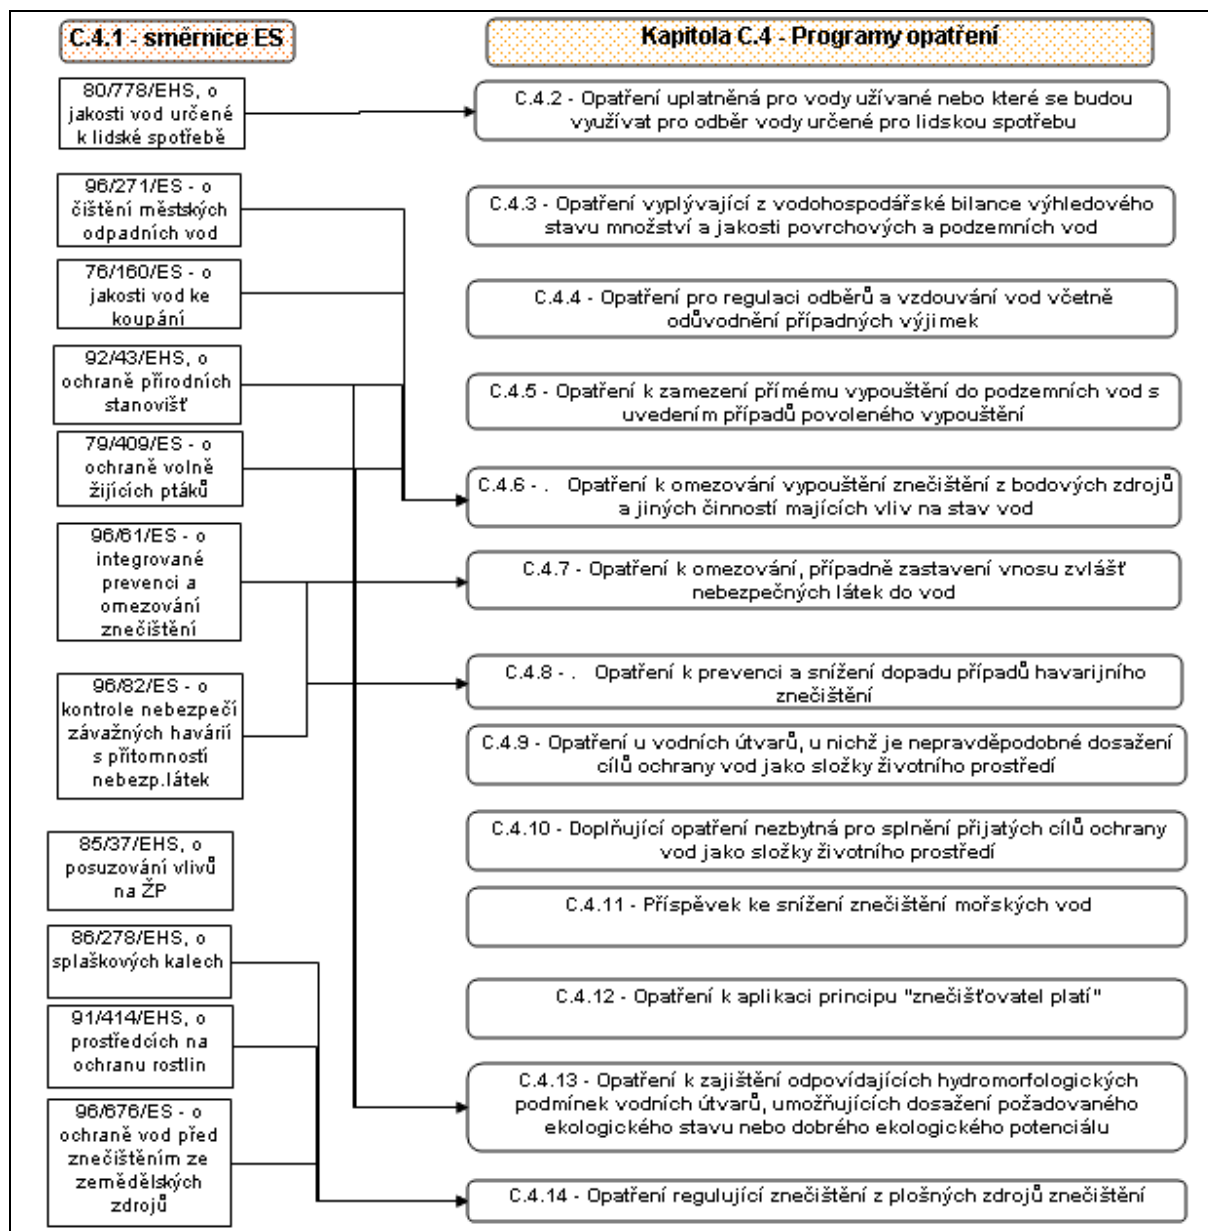 C.4.1 - směrnice ES
80/778/EHS, o
jakosti vod určené
k lidské spotřebě
96/271/ES - o
čištění městských
odpadních vod
76/160/ES - o
jakosti vod ke
koupání
92/43/EHS, o
ochraně přírodních
stanovišť
79/409/ES - o
ochraně volně
žijících ptáků
96/61/ES - o
integrované
prevenci a
omezování
znečištění
96/82/ES - o
kontrole nebezpečí
závažných havárií
s přítomností
nebezp.látek
85/37/EHS, o
posuzování vlivů
na ŽP
86/278/EHS, o
splaškových kalech
91/414/EHS, o
prostředcích na
ochranu rostlin
96/676/ES - o
ochraně vod před
znečištěním ze
zemědělských
zdrojů
Kapitola C.4 - Programy opatření
C.4.2 - Opatření uplatněná pro vody užívané nebo které se budou
využívat pro odběr vody určené pro lidskou spotřebu
C.4.3 - Opatření vyplývající z vodohospodářské bilance výhledového
stavu množství a jakosti povrchových a podzemních vod
C.4.4 - Opatření pro regulaci odběrů a vzdouvání vod včetně
odůvodnění případných výjimek
C.4.5 - Opatření k zamezení přímému vypouštění do podzemních vod s
uvedením případů povoleného vypouštění
C.4.6 - . Opatření k omezování vypouštění znečištění z bodových zdrojů
a jiných činností majících vliv na stav vod
C.4.7 - Opatření k omezování, případně zastavení vnosu zvlášť
nebezpečných látek do vod
C.4.8 - . Opatření k prevenci a snížení dopadu případů havarijního
znečištění
C.4.9 - Opatření u vodních útvarů, u nichž je nepravděpodobné dosažení
cílů ochrany vod jako složky životního prostředí
C.4.10 - Doplňující opatření nezbytná pro splnění přijatých cílů ochrany
vod jako složky životního prostředí
C.4.11 - Příspěvek ke snížení znečištění mořských vod
C.4.12 - Opatření k aplikaci principu "znečišťovatel platí"
C.4.13 - Opatření k zajištění odpovídajících hydromorfologických
podmínek vodních útvarů, umožňujících dosažení požadovaného
ekologického stavu nebo dobrého ekologického potenciálu
C.4.14 - Opatření regulující znečištění z plošných zdrojů znečištění